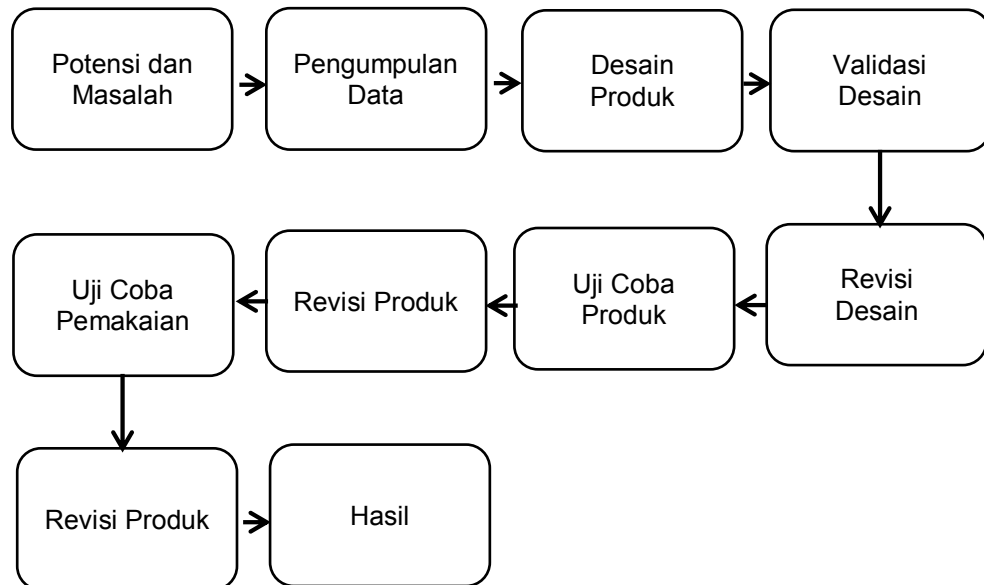 Potensi dan
Masalah
Pengumpulan
Data
Desain
Produk
Validasi
Desain
Revisi
Desain
Uji Coba
Produk
Revisi Produk
Uji Coba
Pemakaian
Revisi Produk
Hasil